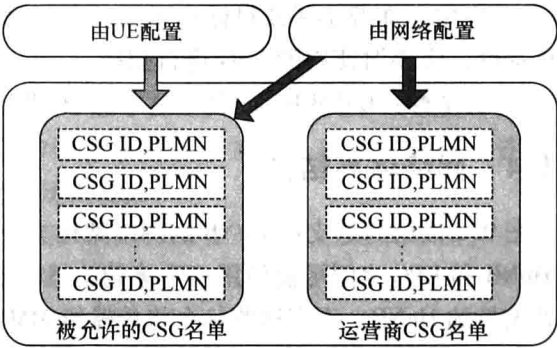 由UE配置
由网络配置
CSG ID,PLMN
CSG ID,PLMN
CSG ID,PLMN
CSG ID,PLMN
被允许的CSG名单
CSG ID,PLMN
CSG ID,PLMN
CSG ID,PLMN
CSG ID,PLMN
运营商CSG名单